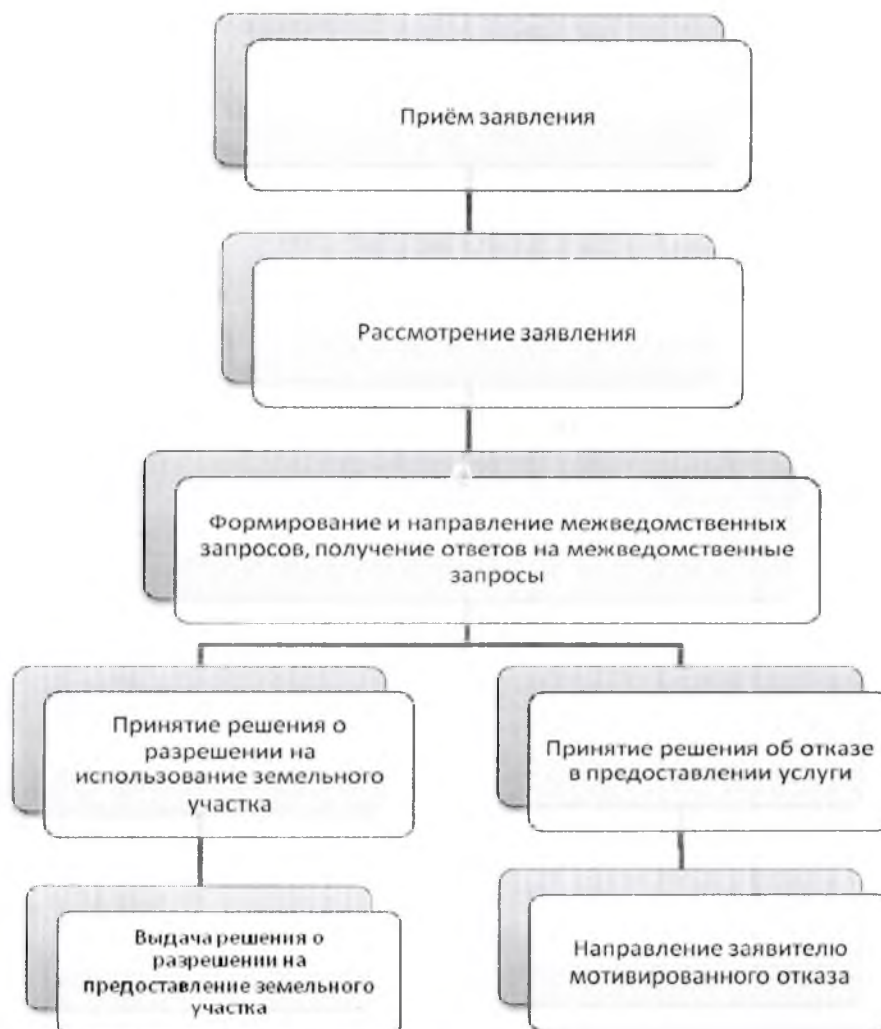 Приём заявления
Рассмотрение заявления
Формирование и направление межведомственных
запросов, получение ответов на межведомственные
запросы
Принятие решения о
разрешении на
использование земельного
участка
Принятие решения об отказе
в предоставлении услуги
Выдача решения о
разрешении на
предоставление земельного
участка
Направление заявителю
мотивированного отказа